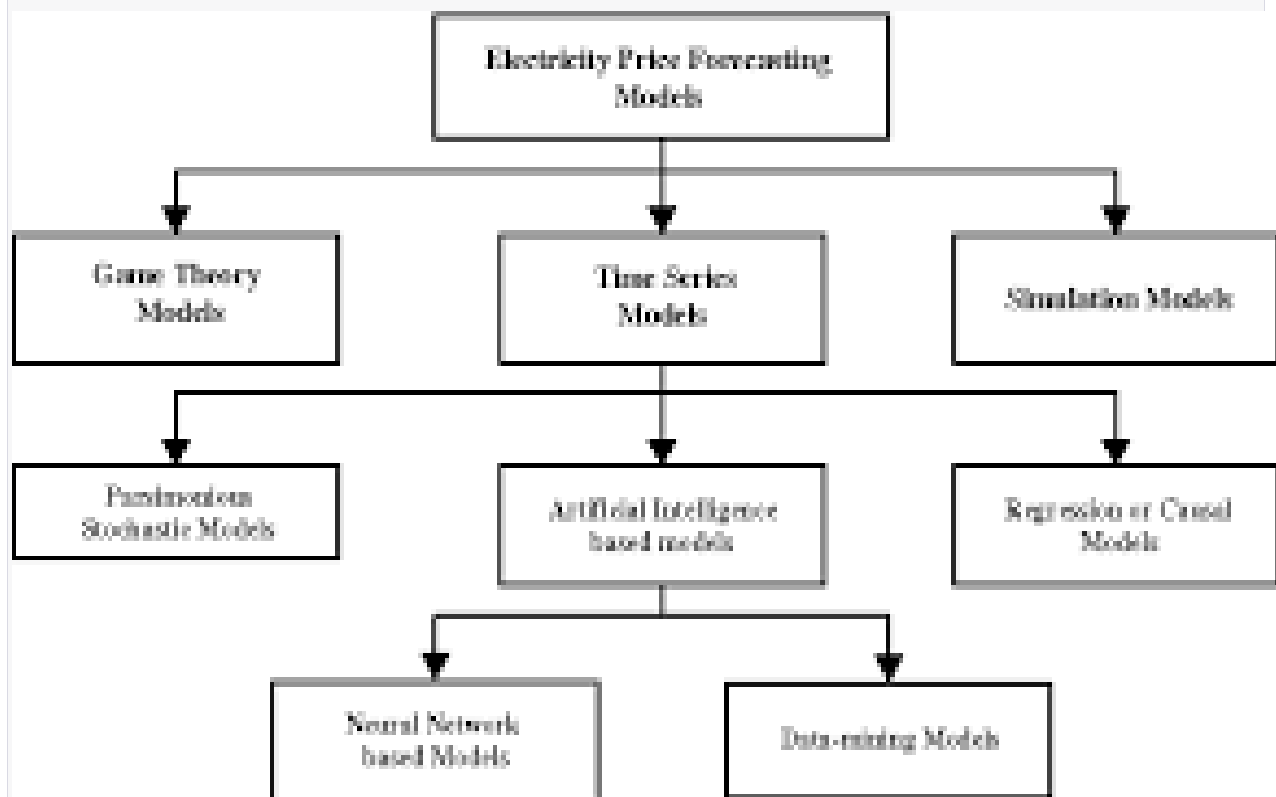 Electricity Price Forecasting
Models
Game Theory
Models
Time Series
Models
Simulation Models
Parsimonious
Stochastic Models
Artificial Intelligence
based models
Regression or Causal
Models
Neural Network
based Models
Data-mining Models